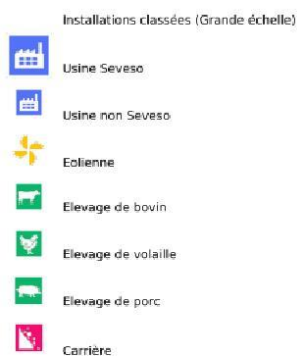 Installations classées (Grande échelle)
Usine Seveso
Usine non Seveso
Eolienne
Elevage de bovin
Elevage de volaille
Elevage de porc
Carrière